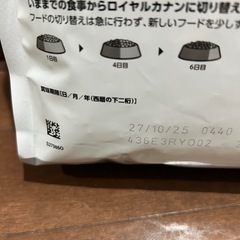 いままでの食事からロイヤルカナンに切り替え
フードの切り替えは急に行わず、新しいフードを少しず
1日目
4日目
6日目
賞味期限[日/月/年(西暦の下二桁)]
27/10/25 0440
436E3RYO02